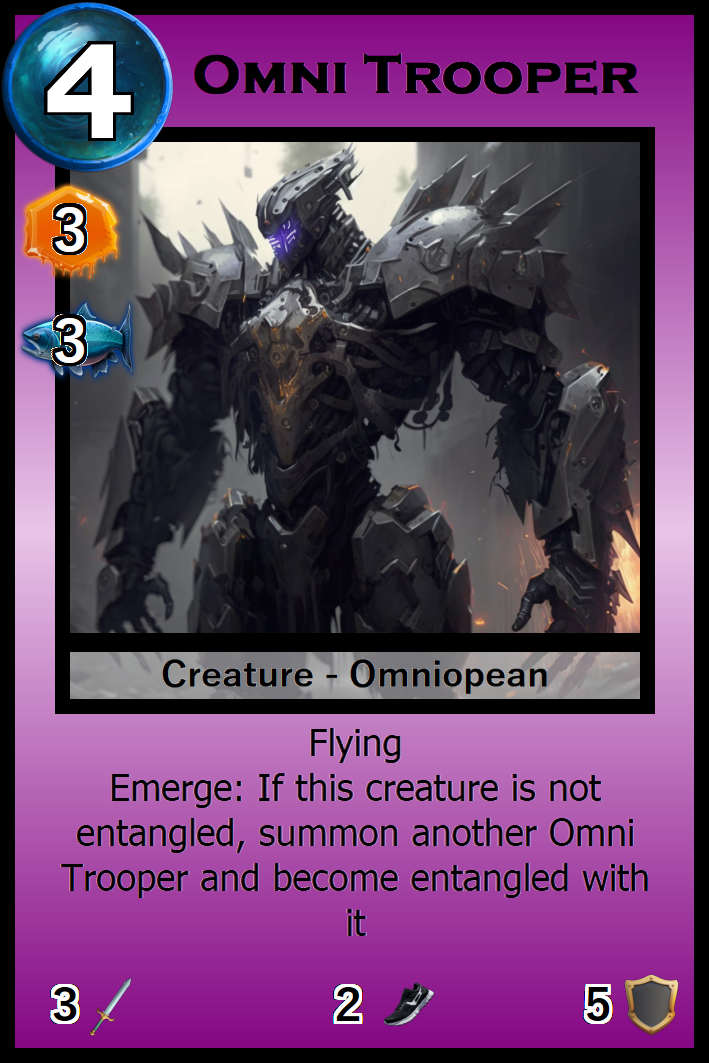 4
Omni Trooper
3
3
Creature - Omniopean
Flying
Emerge: If this creature is not
entangled, summon another Omni
Trooper and become entangled with
it
3
2
5